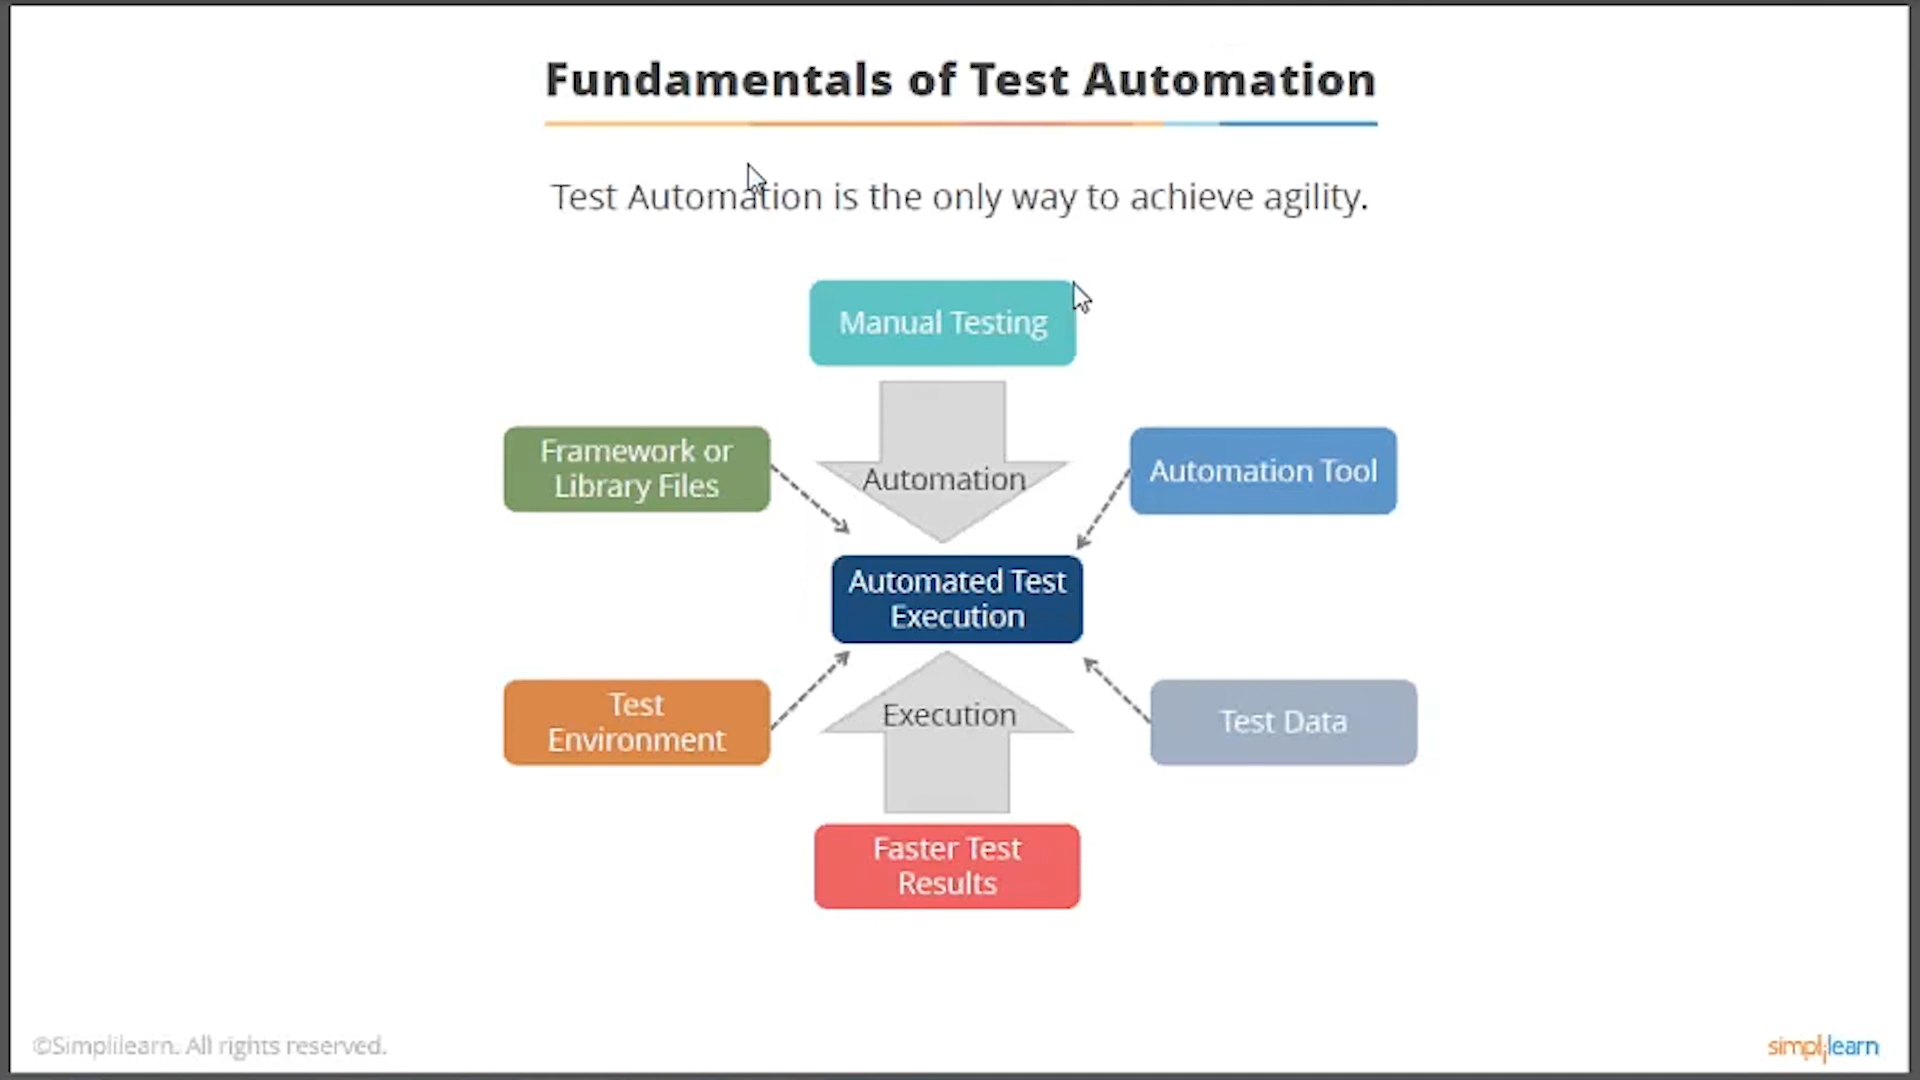 Fundamentals of Test Automation
Test Automation is the only way to achieve agility.
Manual Testing
Framework or
Library Files
Automation
Automation Tool
Automated Test
Execution
Test
Environment
Execution
Test Data
Faster Test
Results
©Simplilearn. All rights reserved.
simplilearn